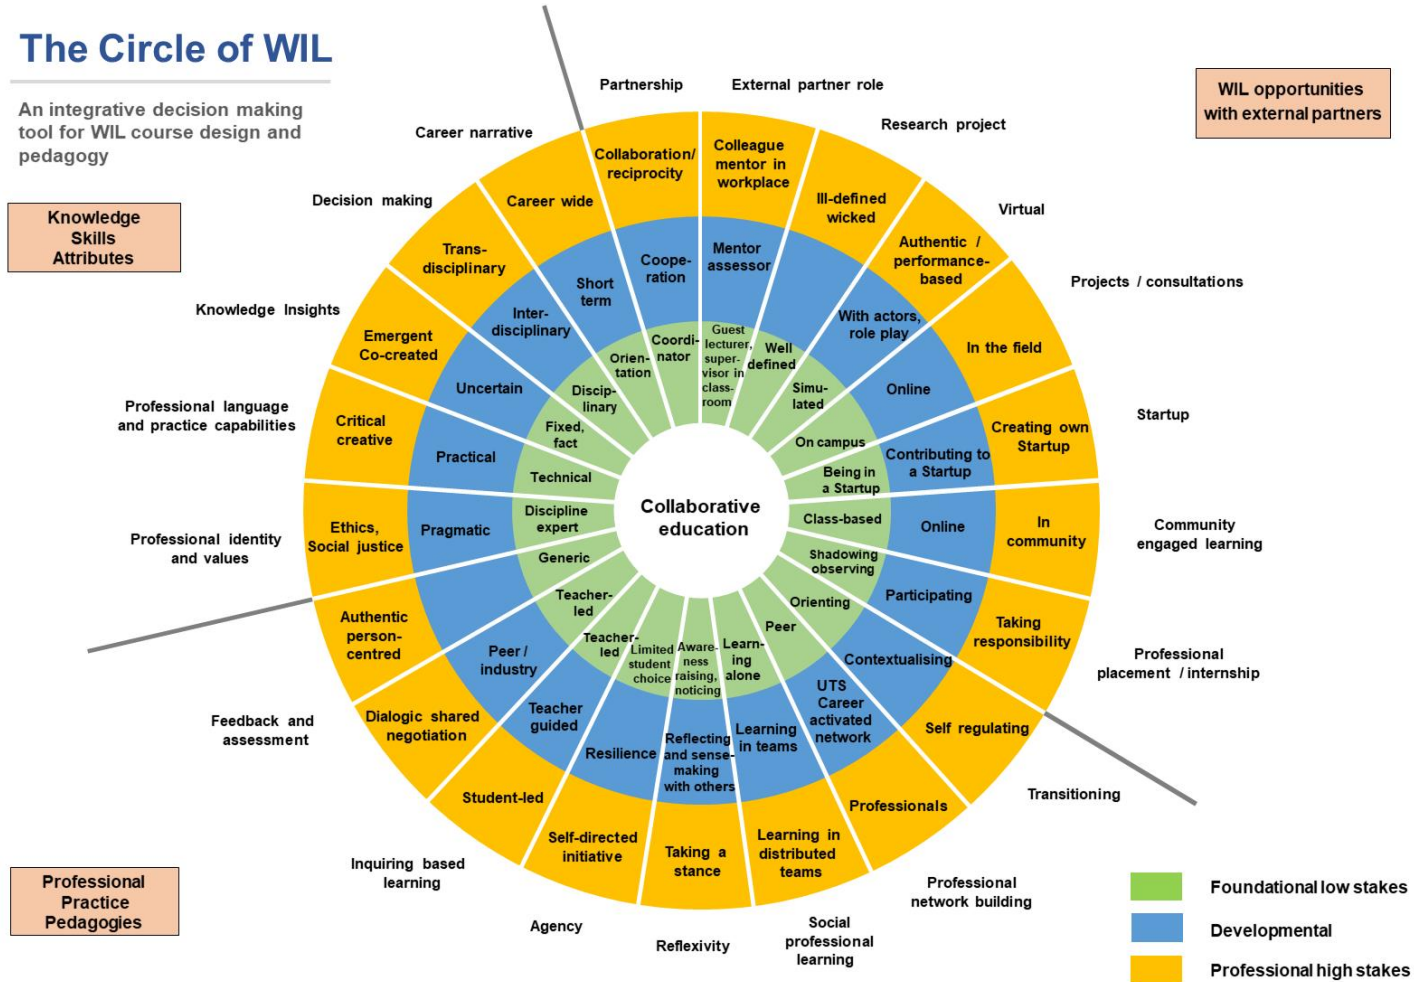 The Circle of WIL
An integrative decision making
tool for WIL course design and
pedagogy
WIL opportunities
with external partners
Knowledge
Skills
Attributes
Professional
Practice
Pedagogies
Partnership
External partner role
Research project
Virtual
Projects / consultations
Startup
Community
engaged learning
Professional
placement / internship
Transitioning
Professional
network building
Social
professional
learning
Reflexivity
Agency
Inquiring based
learning
Feedback and
assessment
Professional identity
and values
Professional language
and practice capabilities
Knowledge Insights
Decision making
Career narrative
Collaboration/
reciprocity
Colleague
mentor in
workplace
Ill-defined
wicked
Authentic /
performance-
based
In the field
Creating own
Startup
In
community
Taking
responsibility
Self regulating
Professionals
Learning in
distributed
teams
Taking a
stance
Self-directed
initiative
Student-led
Dialogic shared
negotiation
Authentic
person-
centred
Ethics,
Social justice
Critical
creative
Emergent
Co-created
Trans-
disciplinary
Career wide
Coope-
ration
Mentor
assessor
With actors,
role play
Online
Contributing to
a Startup
Online
Participating
Contextualising
UTS
Career
activated
network
Learning
in teams
Reflecting
and sense-
making
with others
Resilience
Teacher
guided
Peer /
industry
Pragmatic
Practical
Uncertain
Inter-
disciplinary
Short
term
Coordi-
nator
Guest
lecturer,
super-
visor in
class-
room
Well
defined
Simu-
lated
On campus
Being in
a Startup
Class-based
Shadowing
observing
Orienting
Peer
Learn-
ing
alone
Aware-
ness
raising,
noticing
Limited
student
choice
Teacher-
led
Teacher-
led
Generic
Discipline
expert
Technical
Fixed,
fact
Discip-
linary
Orien-
tation
Collaborative
education
Foundational low stakes
Developmental
Professional high stakes